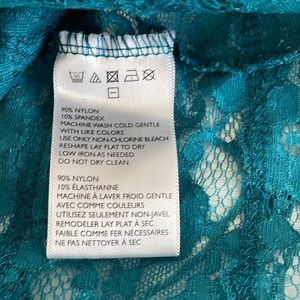 90% NYLON
10% SPANDEX
MACHINE WASH COLD GENTLE
WITH LIKE COLORS
USE ONLY NON-CHLORINE BLEACH
RESHAPE LAY FLAT TO DRY
LOW IRON AS NEEDED
DO NOT DRY CLEAN
90% NYLON
10% ÉLASTHANNE
MACHINE À LAVER FROID GENTLE
AVEC COMME COULEURS
UTILISEZ SEULEMENT NON-JAVEL
REMODELER LAY PLAT À SEC
FAIBLE COMME FER NÉCESSAIRES
NE PAS NETTOYER À SEC